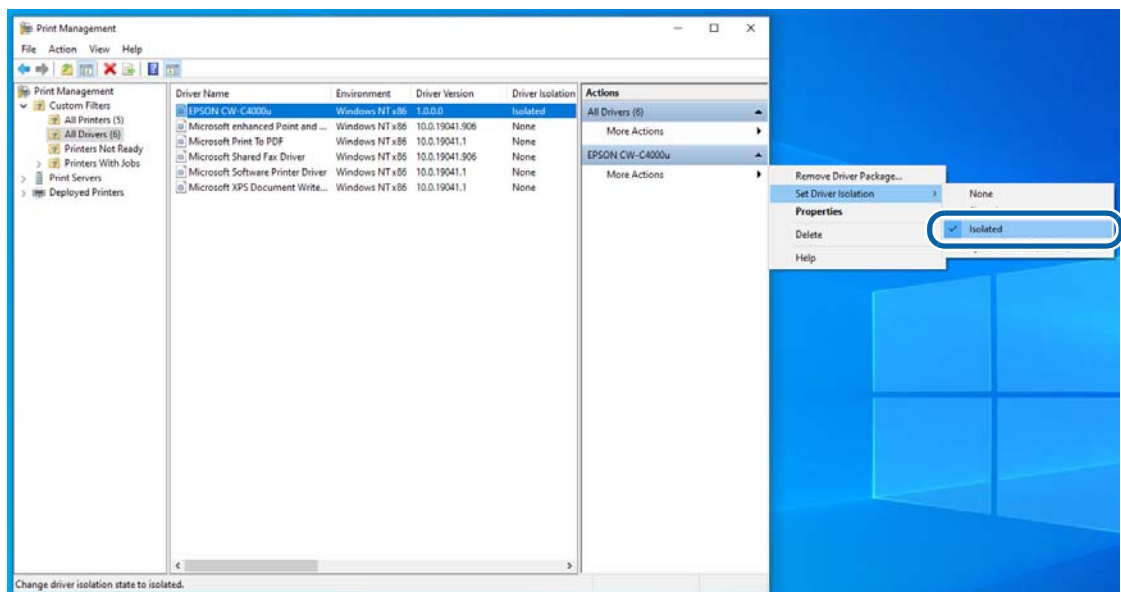 Print Management
File Action View Help
Print Management
Custom Filters
All Printers (5)
All Drivers (6)
Printers Not Ready
Printers With Jobs
Print Servers
Deployed Printers
Driver Name Environment Driver Version Driver Isolation
EPSON CW-C4000u Windows NT x86 1.0.0.0 Isolated
Microsoft enhanced Point and ... Windows NT x86 10.0.19041.906 None
Microsoft Print To PDF Windows NT x86 10.0.19041.1 None
Microsoft Shared Fax Driver Windows NT x86 10.0.19041.906 None
Microsoft Software Printer Driver Windows NT x86 10.0.19041.1 None
Microsoft XPS Document Write... Windows NT x86 10.0.19041.1 None
Actions
All Drivers (6)
More Actions
EPSON CW-C4000u
More Actions
Remove Driver Package...
Set Driver Isolation
Properties
Delete
Help
None
Isolated
Change driver isolation state to isolated.